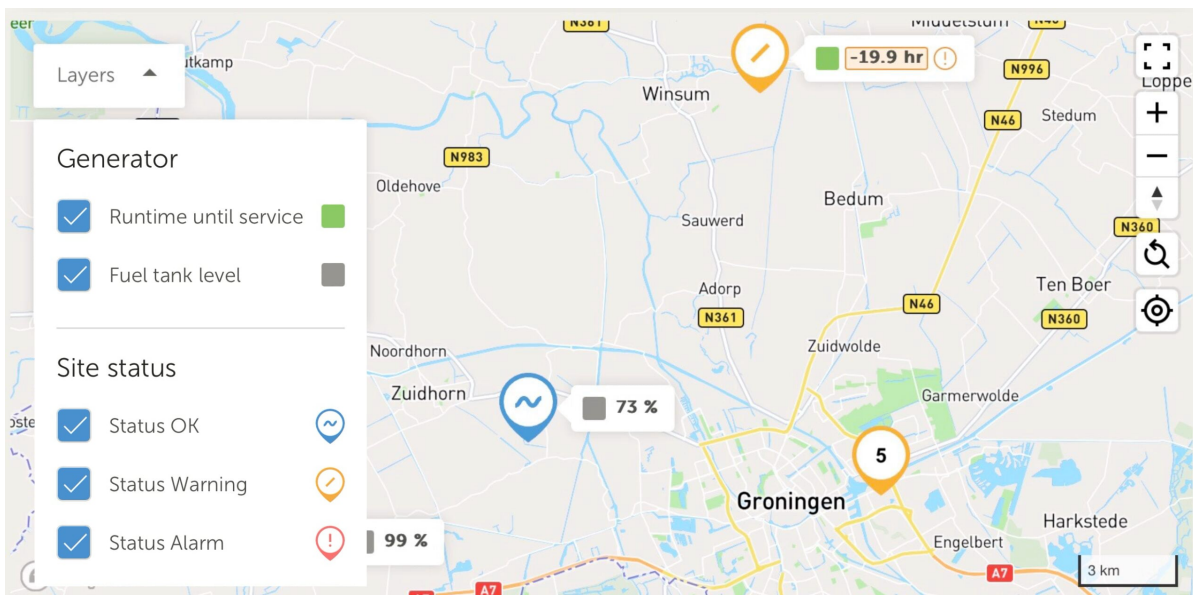 N361
Middelstum
Layers
-19.9 hr
N996
Loppe
Winsum
N46
Stedum
Generator
N983
Oldehove
Runtime until service
Bedum
Sauwerd
N360
Fuel tank level
Adorp
Ten Boer
N46
N361
N360
Site status
Noordhorn
Zuidwolde
Zuidhorn
73 %
Garmerwolde
Status OK
5
Status Warning
Groningen
Harkstede
Status Alarm
99 %
Engelbert
A7
3 km
A7